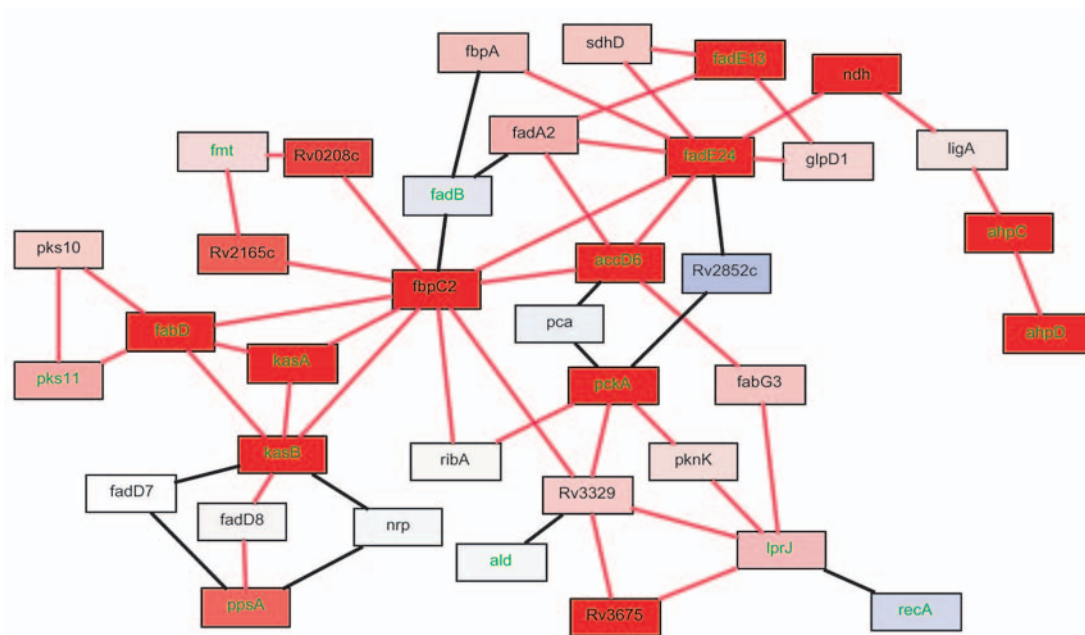 sdhD
fbpA
fadE13
ndh
fadA2
fmt
Rv0208c
fadE24
glpD1
ligA
fadB
ahpC
pks10
Rv2165c
accD6
Rv2852c
fbpC2
pca
ahpD
fabD
kasA
pks11
pckA
fabG3
kasB
ribA
pknK
fadD7
Rv3329
fadD8
nrp
lprJ
ald
ppsA
Rv3675
recA